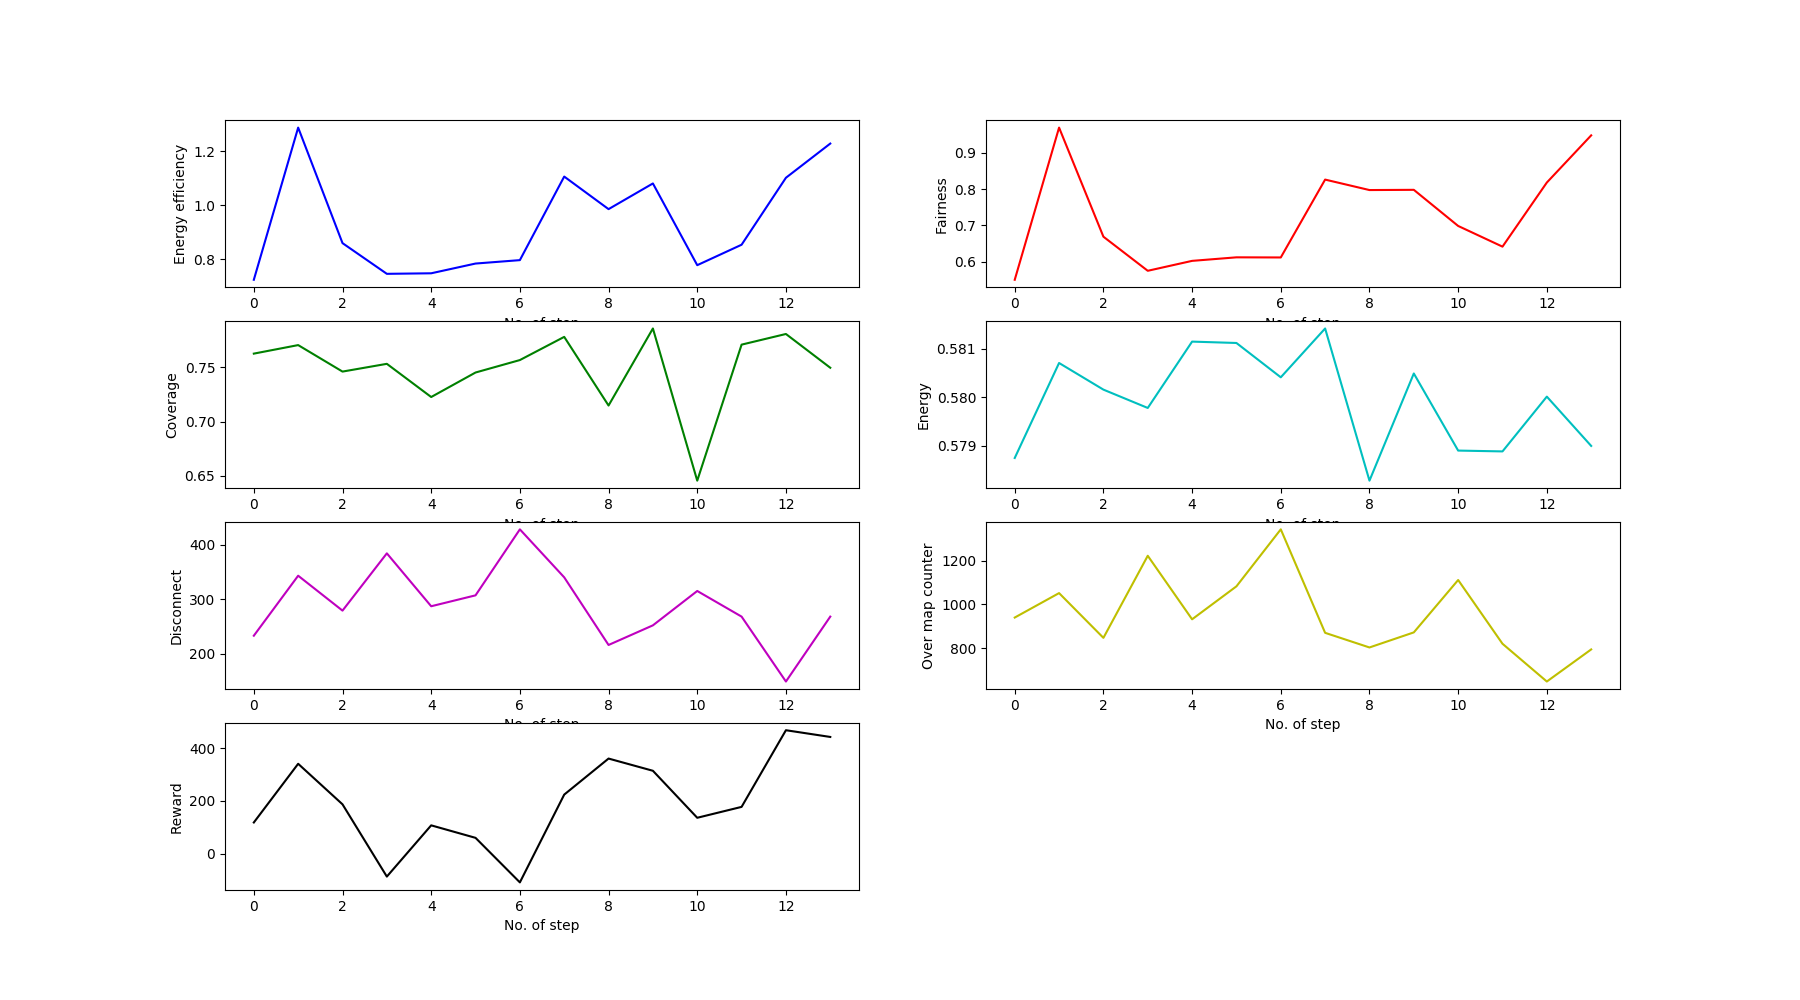 Energy efficiency
1.2
1.0
0.8
0 2 4 6 8 10 12
Fairness
0.9
0.8
0.7
0.6
0 2 4 6 8 10 12
Coverage
0.75
0.70
0.65
0 2 4 6 8 10 12
Energy
0.581
0.580
0.579
0 2 4 6 8 10 12
Disconnect
400
300
200
0 2 4 6 8 10 12
Over map counter
1200
1000
800
0 2 4 6 8 10 12
No. of step
Reward
400
200
0
0 2 4 6 8 10 12
No. of step